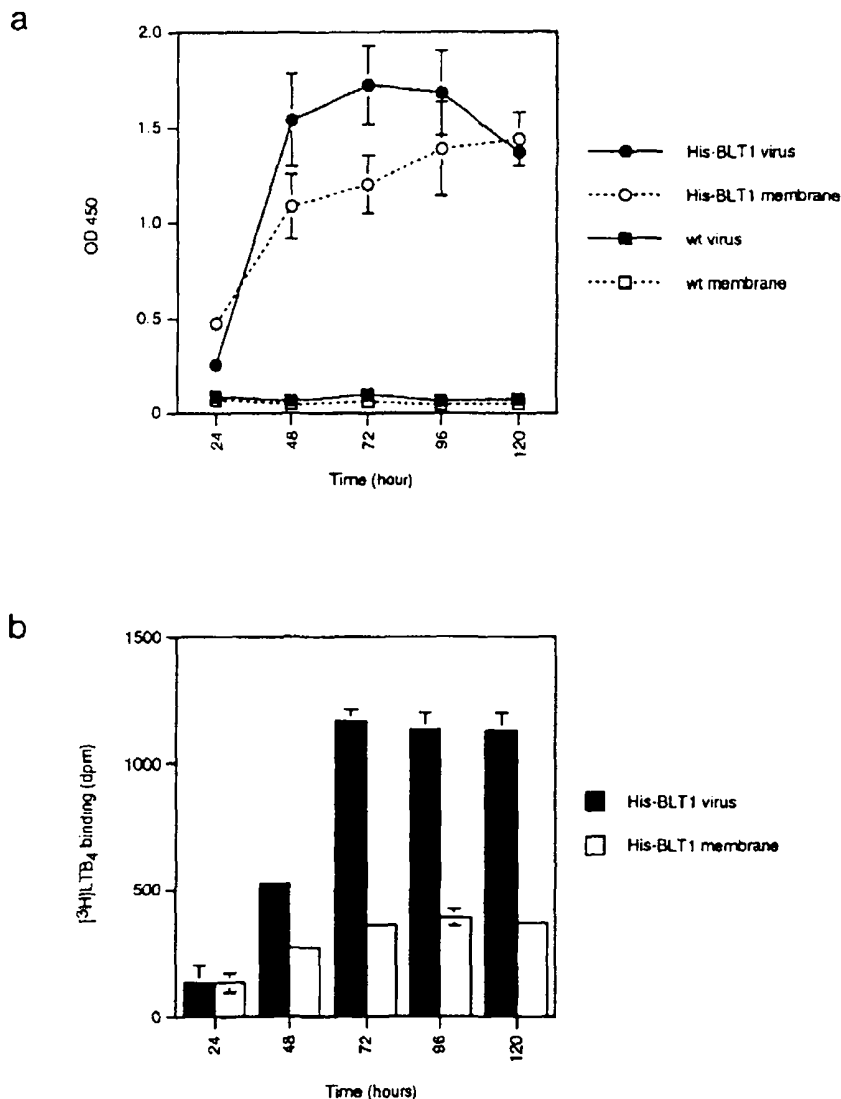 a
2.0
1.5
1.0
0.5
0
OD 450
24
48
72
96
120
Time (hour)
His-BLT1 virus
His-BLT1 membrane
wt virus
wt membrane
b
1500
1000
500
0
[³H]LTB₄ binding (dpm)
24
48
72
96
120
Time (hours)
His-BLT1 virus
His-BLT1 membrane